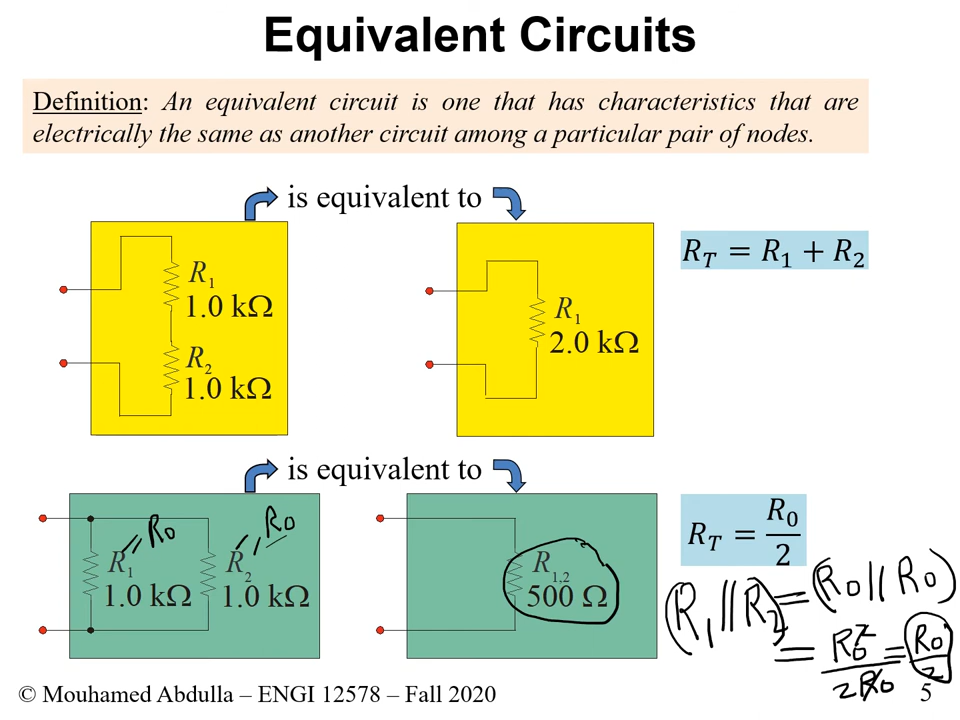 Equivalent Circuits
Definition: An equivalent circuit is one that has characteristics that are
electrically the same as another circuit among a particular pair of nodes.
is equivalent to
R₁
1.0 kΩ
R₂
1.0 kΩ
R₁
2.0 kΩ
R_T = R₁ + R₂
is equivalent to
R₁ = R₀
1.0 kΩ
R₂ = R₀
1.0 kΩ
R₁,₂
500 Ω
R_T = R₀/2
(R₁ // R₂) = (R₀ // R₀)
= R₀²/2R₀ = R₀/2
© Mouhamed Abdulla – ENGI 12578 – Fall 2020
5